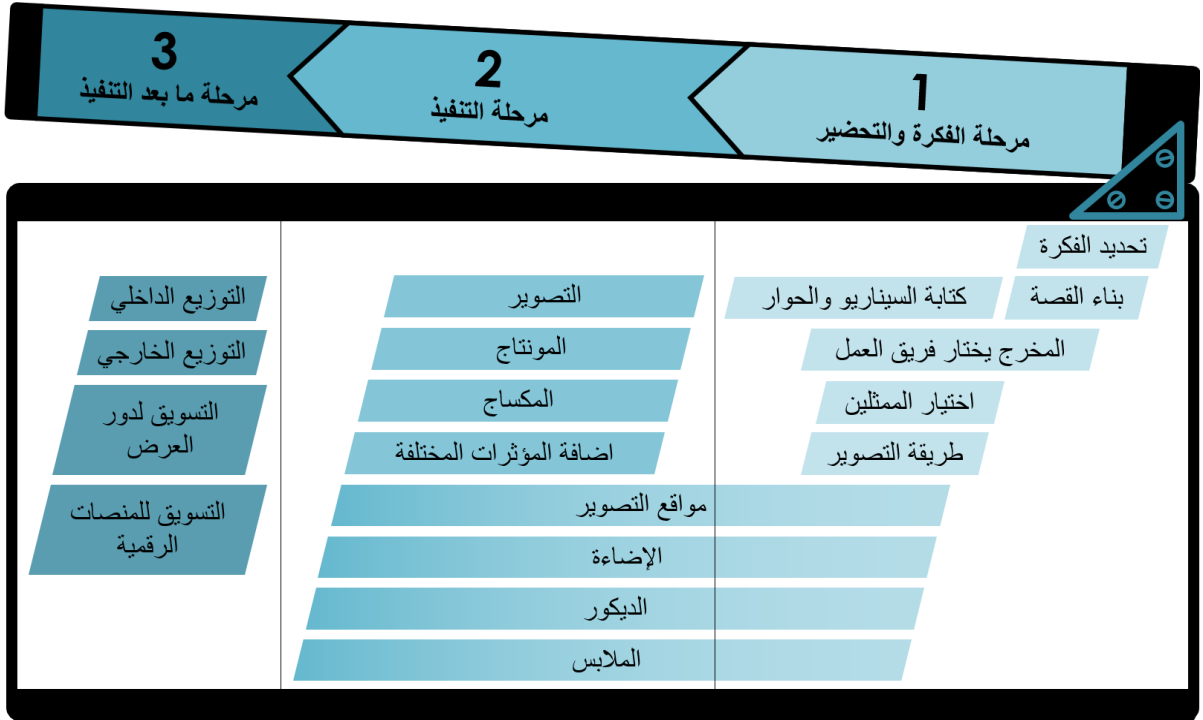 1
مرحلة الفكرة والتحضير
2
مرحلة التنفيذ
3
مرحلة ما بعد التنفيذ
تحديد الفكرة
بناء القصة
كتابة السيناريو والحوار
المخرج يختار فريق العمل
اختيار الممثلين
طريقة التصوير
التصوير
المونتاج
المكساج
اضافة المؤثرات المختلفة
مواقع التصوير
الإضاءة
الديكور
الملابس
التوزيع الداخلي
التوزيع الخارجي
التسويق لدور
العرض
التسويق للمنصات
الرقمية